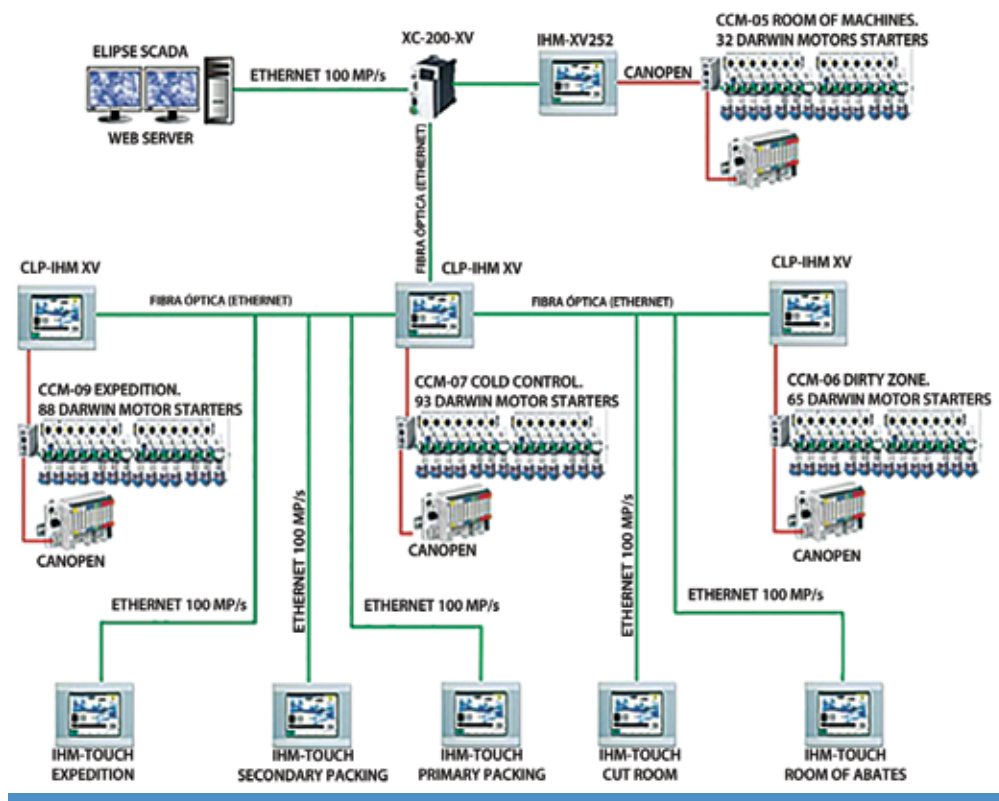 ELIPSE SCADA
WEB SERVER
ETHERNET 100 MP/s
XC-200-XV
IHM-XV252
CANOPEN
CCM-05 ROOM OF MACHINES.
32 DARWIN MOTORS STARTERS
FIBRA ÓPTICA (ETHERNET)
CLP-IHM XV
FIBRA ÓPTICA (ETHERNET)
CLP-IHM XV
FIBRA ÓPTICA (ETHERNET)
CLP-IHM XV
CCM-09 EXPEDITION.
88 DARWIN MOTOR STARTERS
CANOPEN
CCM-07 COLD CONTROL.
93 DARWIN MOTOR STARTERS
CANOPEN
CCM-06 DIRTY ZONE.
65 DARWIN MOTOR STARTERS
CANOPEN
ETHERNET 100 MP/s
ETHERNET 100 MP/s
ETHERNET 100 MP/s
ETHERNET 100 MP/s
ETHERNET 100 MP/s
IHM-TOUCH
EXPEDITION
IHM-TOUCH
SECONDARY PACKING
IHM-TOUCH
PRIMARY PACKING
IHM-TOUCH
CUT ROOM
IHM-TOUCH
ROOM OF ABATES